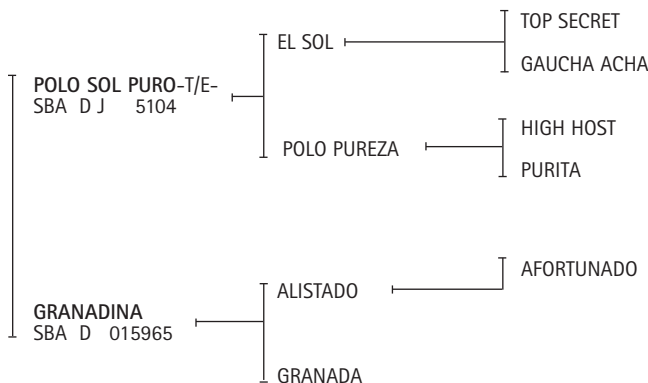 TOP SECRET
EL SOL
GAUCHA ACHA
POLO SOL PURO-T/E-
SBA D J 5104
HIGH HOST
POLO PUREZA
PURITA
AFORTUNADO
ALISTADO
GRANADINA
SBA D 015965
GRANADA